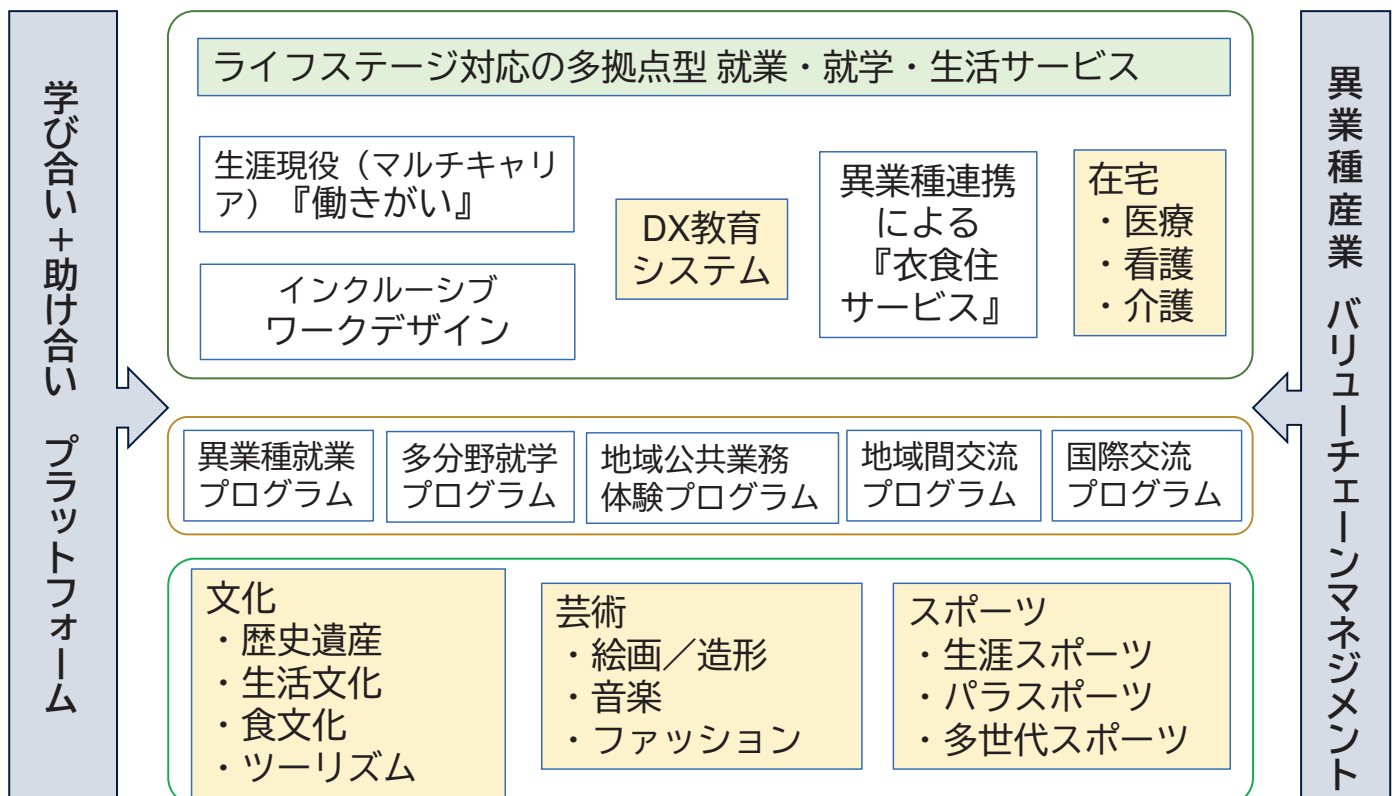 学び合い＋助け合い　プラットフォーム
ライフステージ対応の多拠点型 就業・就学・生活サービス
生涯現役（マルチキャリ
ア）『働きがい』
インクルーシブ
ワークデザイン
DX教育
システム
異業種連携
による
『衣食住
サービス』
在宅
・医療
・看護
・介護
異業種就業
プログラム
多分野就学
プログラム
地域公共業務
体験プログラム
地域間交流
プログラム
国際交流
プログラム
文化
・歴史遺産
・生活文化
・食文化
・ツーリズム
芸術
・絵画／造形
・音楽
・ファッション
スポーツ
・生涯スポーツ
・パラスポーツ
・多世代スポーツ
異業種産業 バリューチェーンマネジメント